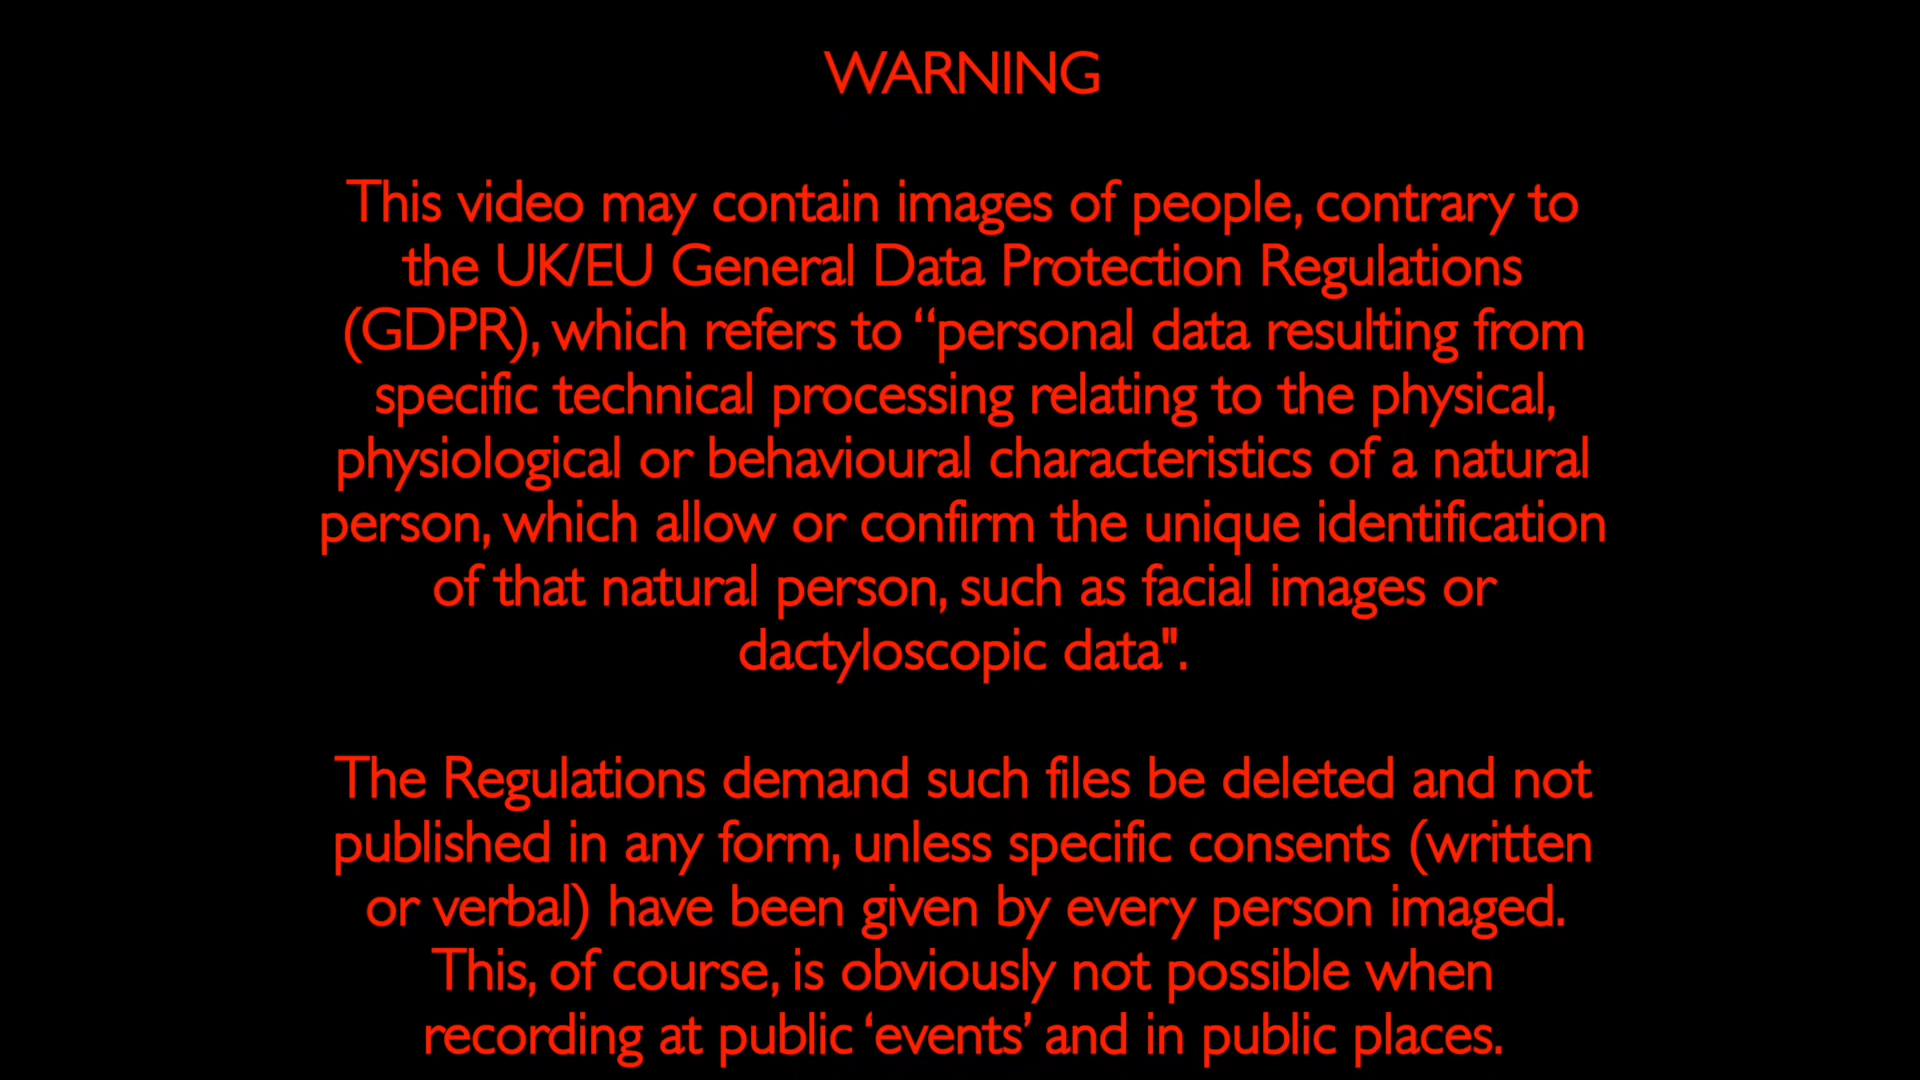 WARNING
This video may contain images of people, contrary to
the UK/EU General Data Protection Regulations
(GDPR), which refers to “personal data resulting from
specific technical processing relating to the physical,
physiological or behavioural characteristics of a natural
person, which allow or confirm the unique identification
of that natural person, such as facial images or
dactyloscopic data".
The Regulations demand such files be deleted and not
published in any form, unless specific consents (written
or verbal) have been given by every person imaged.
This, of course, is obviously not possible when
recording at public ‘events’ and in public places.